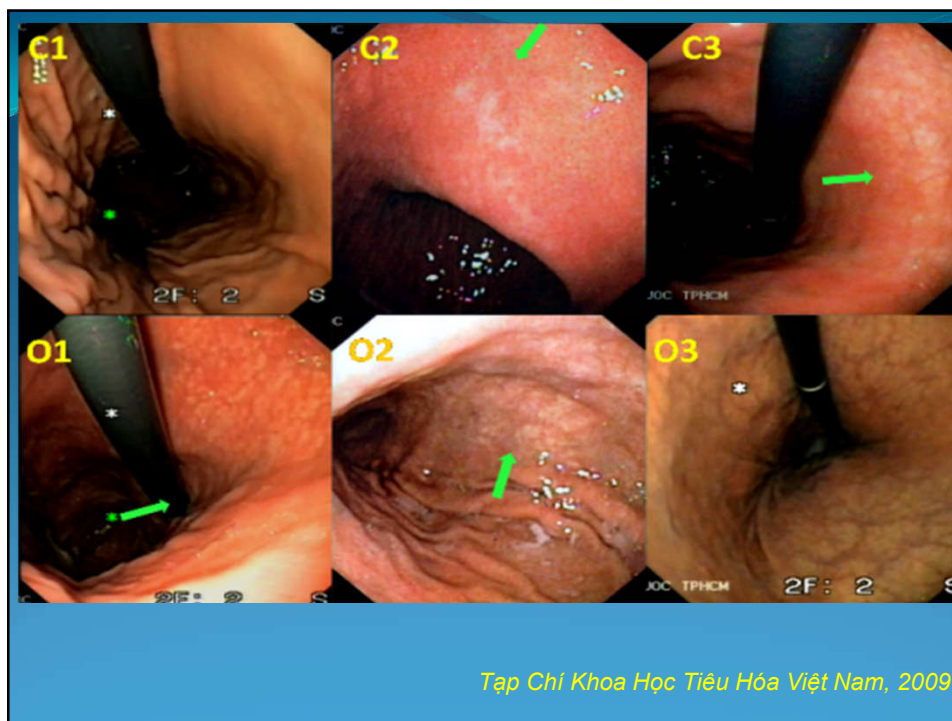 C1 C2 C3
2F: 2 S
JOC TPHCM
O1 O2 O3
2F: 2 S
JOC TPHCM 2F: 2 S
Tạp Chí Khoa Học Tiêu Hóa Việt Nam, 2009